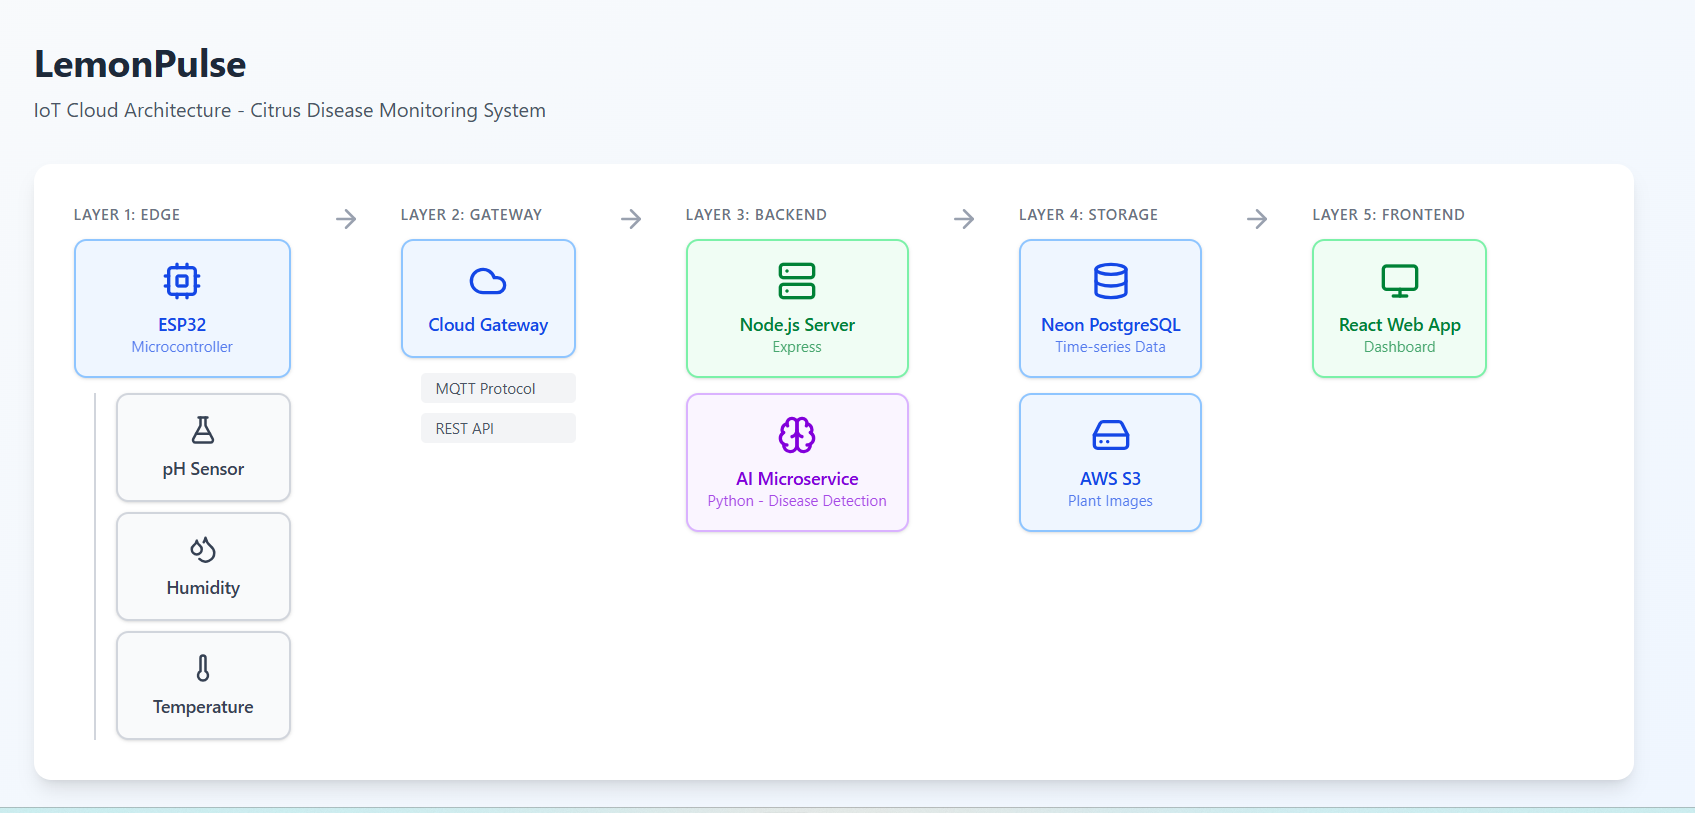 LemonPulse
IoT Cloud Architecture - Citrus Disease Monitoring System
LAYER 1: EDGE
ESP32
Microcontroller
pH Sensor
Humidity
Temperature
LAYER 2: GATEWAY
Cloud Gateway
MQTT Protocol
REST API
LAYER 3: BACKEND
Node.js Server
Express
AI Microservice
Python - Disease Detection
LAYER 4: STORAGE
Neon PostgreSQL
Time-series Data
AWS S3
Plant Images
LAYER 5: FRONTEND
React Web App
Dashboard